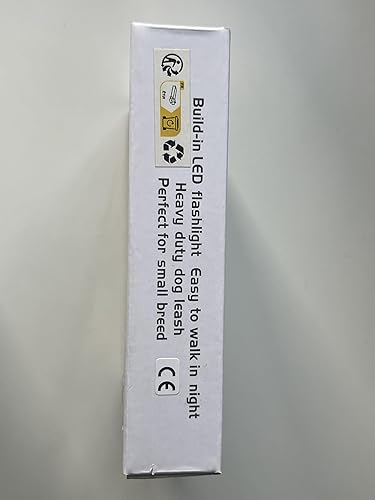 Build-in LED flashlight Easy to walk in night
Heavy duty dog leash
Perfect for small breed
CE